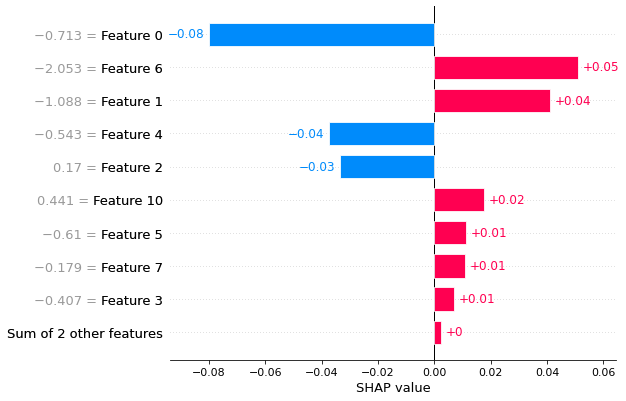 −0.713 = Feature 0 −0.08
−2.053 = Feature 6 +0.05
−1.088 = Feature 1 +0.04
−0.543 = Feature 4 −0.04
0.17 = Feature 2 −0.03
0.441 = Feature 10 +0.02
−0.61 = Feature 5 +0.01
−0.179 = Feature 7 +0.01
−0.407 = Feature 3 +0.01
Sum of 2 other features +0
−0.08 −0.06 −0.04 −0.02 0.00 0.02 0.04 0.06
SHAP value